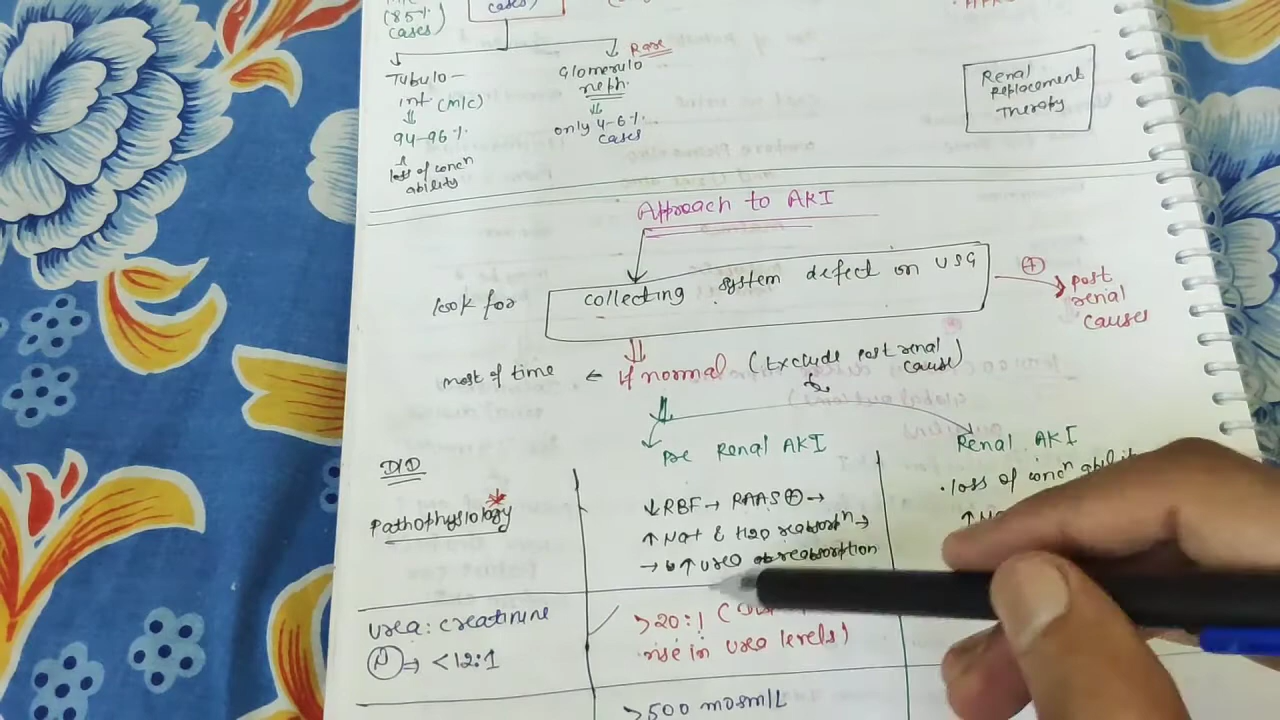 (85%
cases)
cases)
Tubulo-
int (M/C)
94-96%
loss of concn
ability
Rare
Glomerulo
neph.
only 4-6%
cases
Renal
Replacement
Therapy
Approach to AKI
look for
collecting system defect on USG
(+)
Post
renal
causes
most of time
If normal (Exclude post renal
cause)
D/D
Pathophysiology
Pre Renal AKI
↓RBF→ RAAS⊕→
↑Na+ & H2O reabsorpn→
→ ↑urea reabsorption
Renal AKI
• loss of concn ability
urea: creatinine
(N)⇒ <12:1
>20:1 (
rise in urea levels)
>500 mosm/L